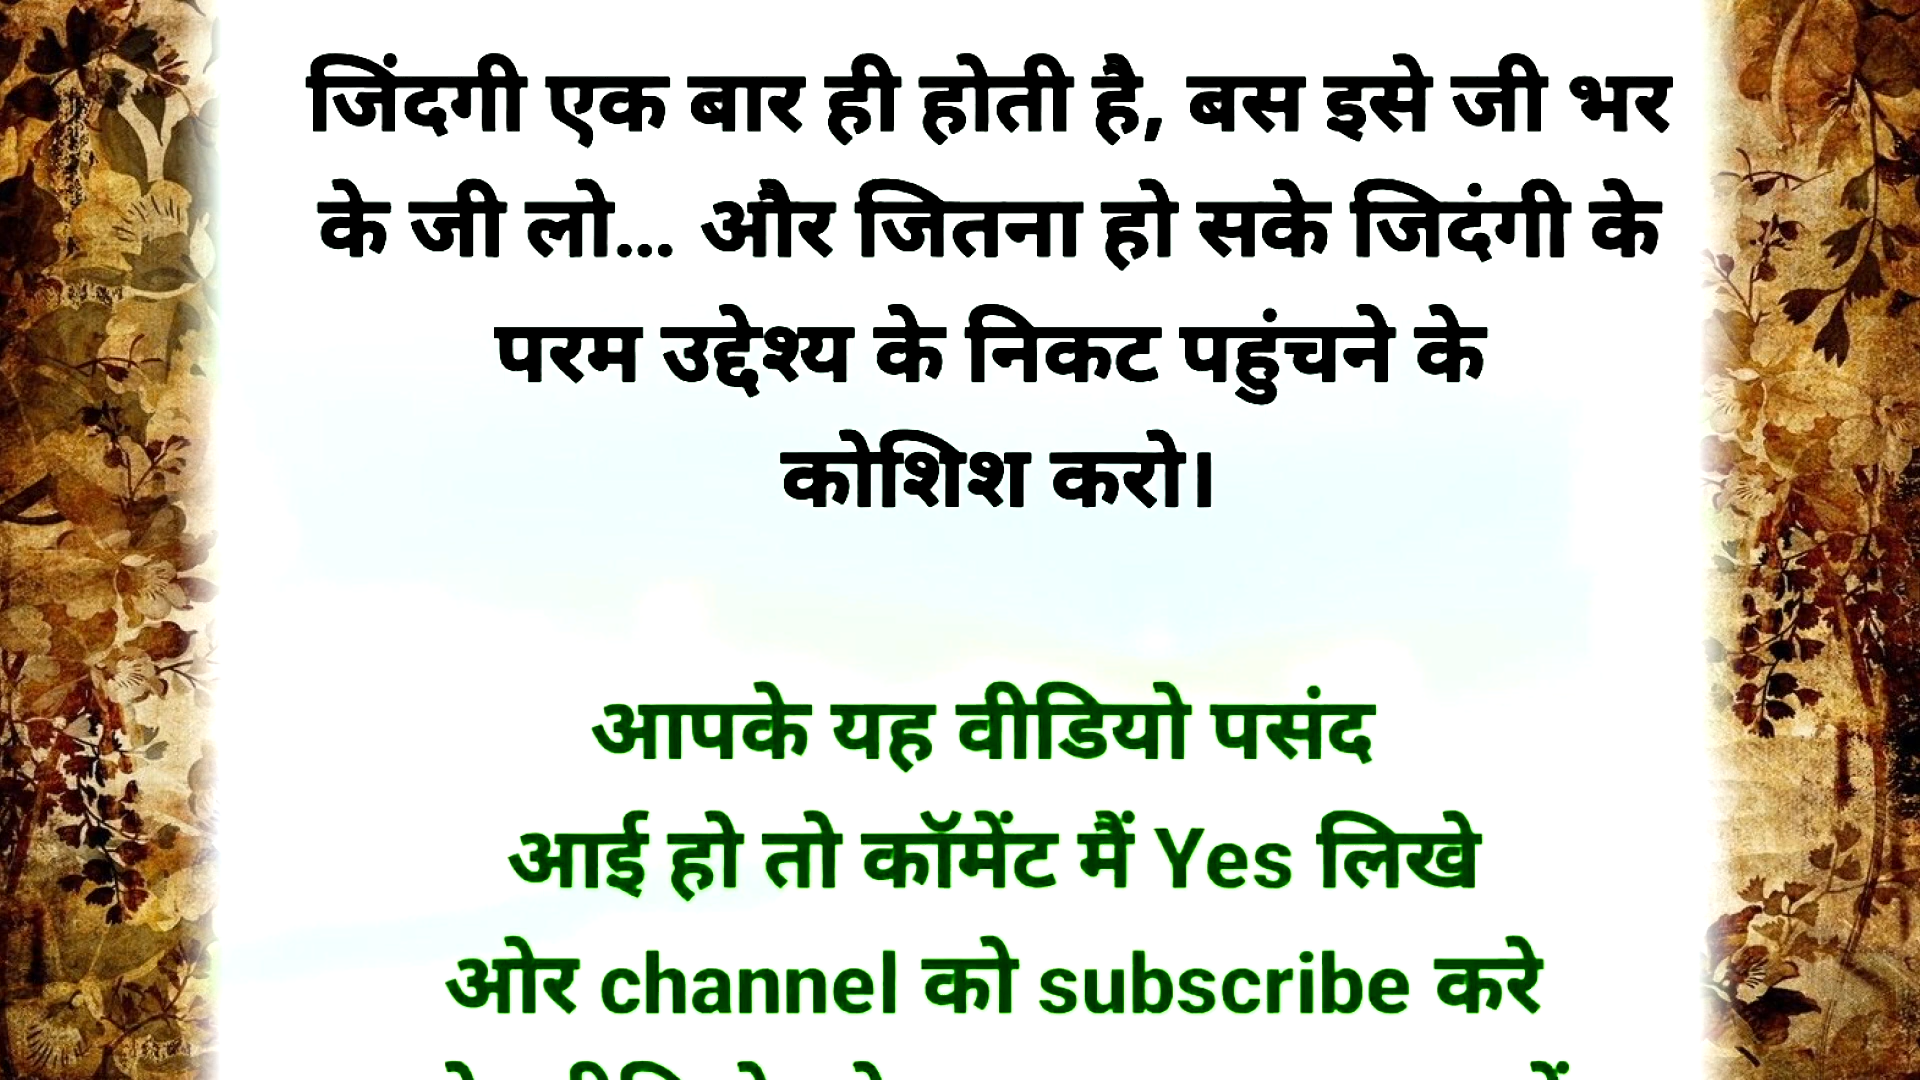 जिंदगी एक बार ही होती है, बस इसे जी भर
के जी लो... और जितना हो सके जिदंगी के
परम उद्देश्य के निकट पहुंचने के
कोशिश करो।
आपके यह वीडियो पसंद
आई हो तो कॉमेंट मैं Yes लिखे
ओर channel को subscribe करे